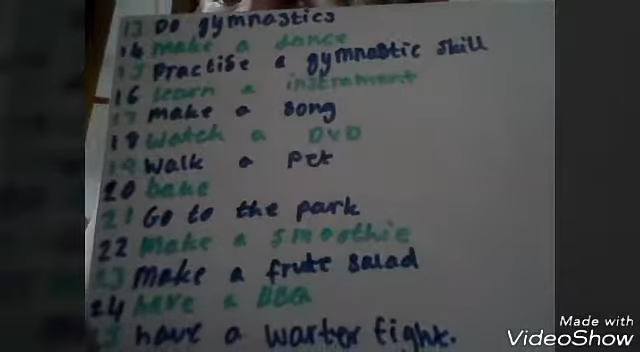 13 Do gymnastics
14 Make a dance
15 Practise a gymnastic skill
16 learn a instrament
17 make a song
18 Watch a DVD
19 Walk a Pet
20 bake
21 Go to the park
22 Make a smoothie
23 Make a frute salad
24 have a BBQ
25 have a warter fight.
Made with
VideoShow